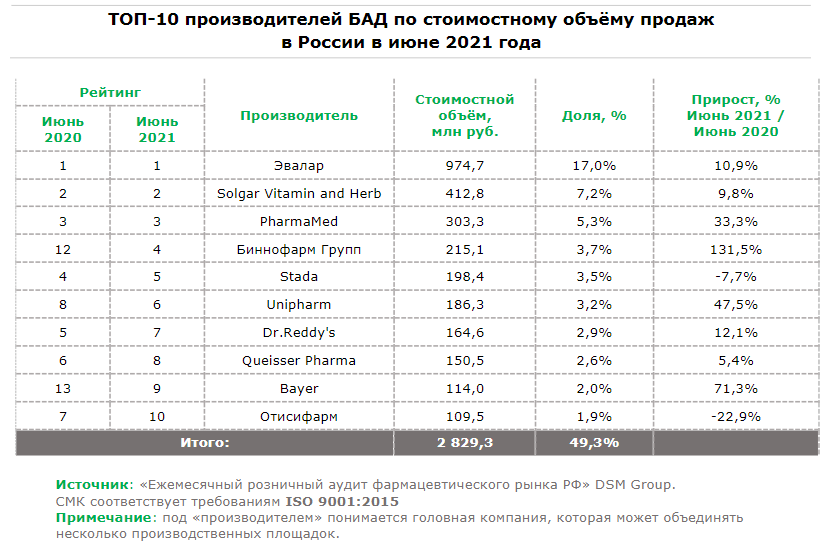 ТОП-10 производителей БАД по стоимостному объёму продаж
в России в июне 2021 года
Рейтинг
Июнь 2020
Июнь 2021
Производитель
Стоимостной объём, млн руб.
Доля, %
Прирост, % Июнь 2021 / Июнь 2020
1 1 Эвалар 974,7 17,0% 10,9%
2 2 Solgar Vitamin and Herb 412,8 7,2% 9,8%
3 3 PharmaMed 303,3 5,3% 33,3%
12 4 Биннофарм Групп 215,1 3,7% 131,5%
4 5 Stada 198,4 3,5% -7,7%
8 6 Unipharm 186,3 3,2% 47,5%
5 7 Dr.Reddy's 164,6 2,9% 12,1%
6 8 Queisser Pharma 150,5 2,6% 5,4%
13 9 Bayer 114,0 2,0% 71,3%
7 10 Отисифарм 109,5 1,9% -22,9%
Итого: 2 829,3 49,3%
Источник: «Ежемесячный розничный аудит фармацевтического рынка РФ» DSM Group.
СМК соответствует требованиям ISO 9001:2015
Примечание: под «производителем» понимается головная компания, которая может объединять
несколько производственных площадок.